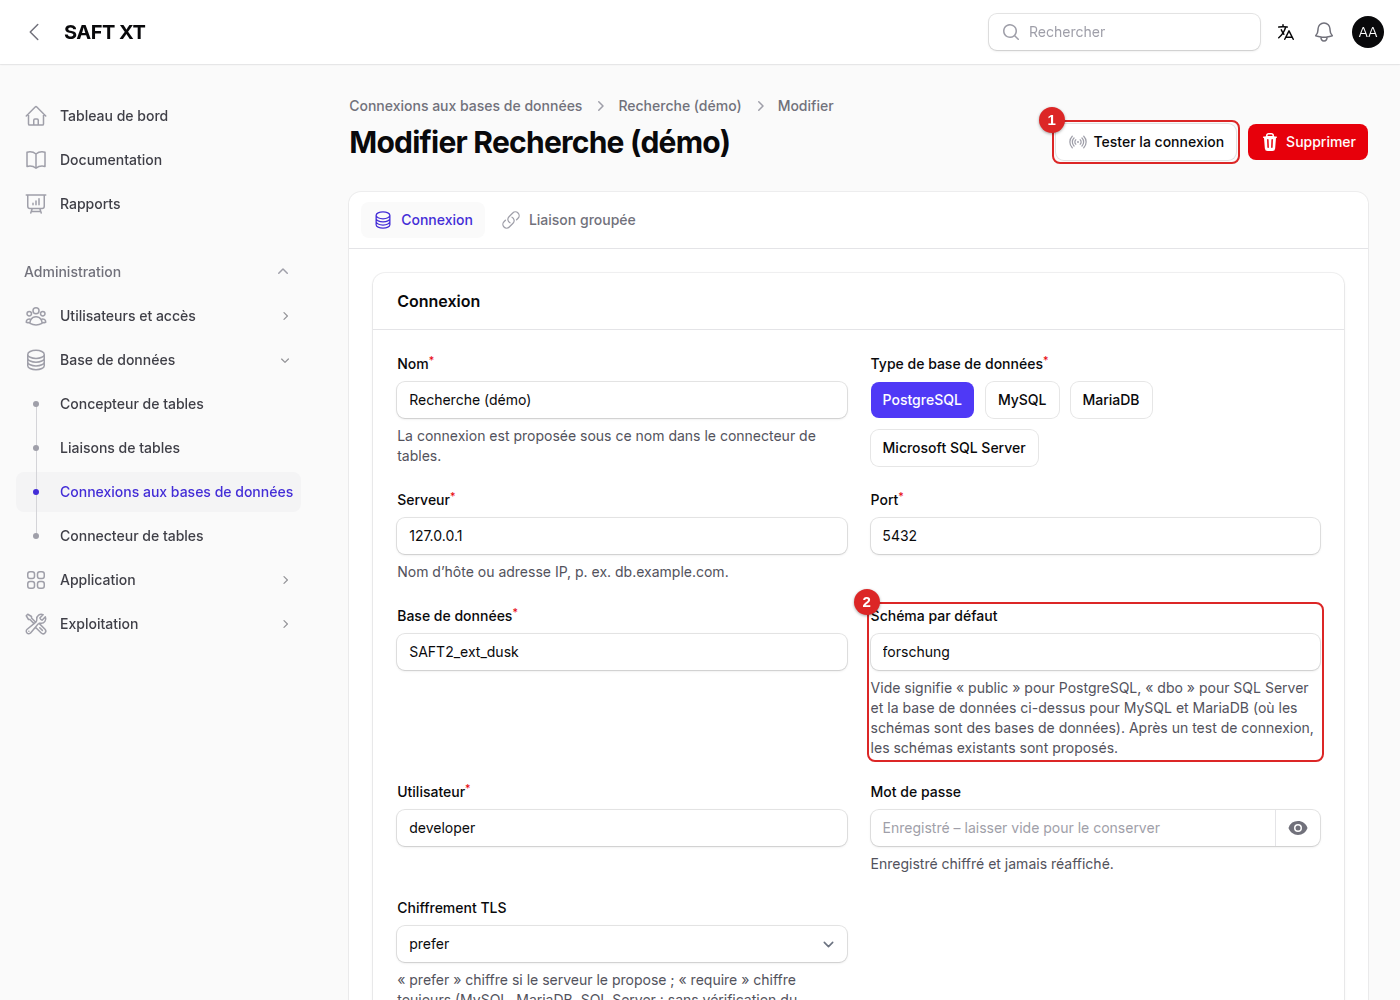 SAFT XT
Rechercher
AA
Tableau de bord
Documentation
Rapports
Administration
Utilisateurs et accès
Base de données
Concepteur de tables
Liaisons de tables
Connexions aux bases de données
Connecteur de tables
Application
Exploitation
Connexions aux bases de données > Recherche (démo) > Modifier
Modifier Recherche (démo)
1
Tester la connexion
Supprimer
Connexion
Liaison groupée
Connexion
Nom*
Recherche (démo)
La connexion est proposée sous ce nom dans le connecteur de
tables.
Type de base de données*
PostgreSQL
MySQL
MariaDB
Microsoft SQL Server
Serveur*
127.0.0.1
Nom d’hôte ou adresse IP, p. ex. db.example.com.
Port*
5432
Base de données*
SAFT2_ext_dusk
2
Schéma par défaut
forschung
Vide signifie « public » pour PostgreSQL, « dbo » pour SQL Server
et la base de données ci-dessus pour MySQL et MariaDB (où les
schémas sont des bases de données). Après un test de connexion,
les schémas existants sont proposés.
Utilisateur*
developer
Mot de passe
Enregistré – laisser vide pour le conserver
Enregistré chiffré et jamais réaffiché.
Chiffrement TLS
prefer
« prefer » chiffre si le serveur le propose ; « require » chiffre
toujours (MySQL, MariaDB, SQL Server : sans vérification du